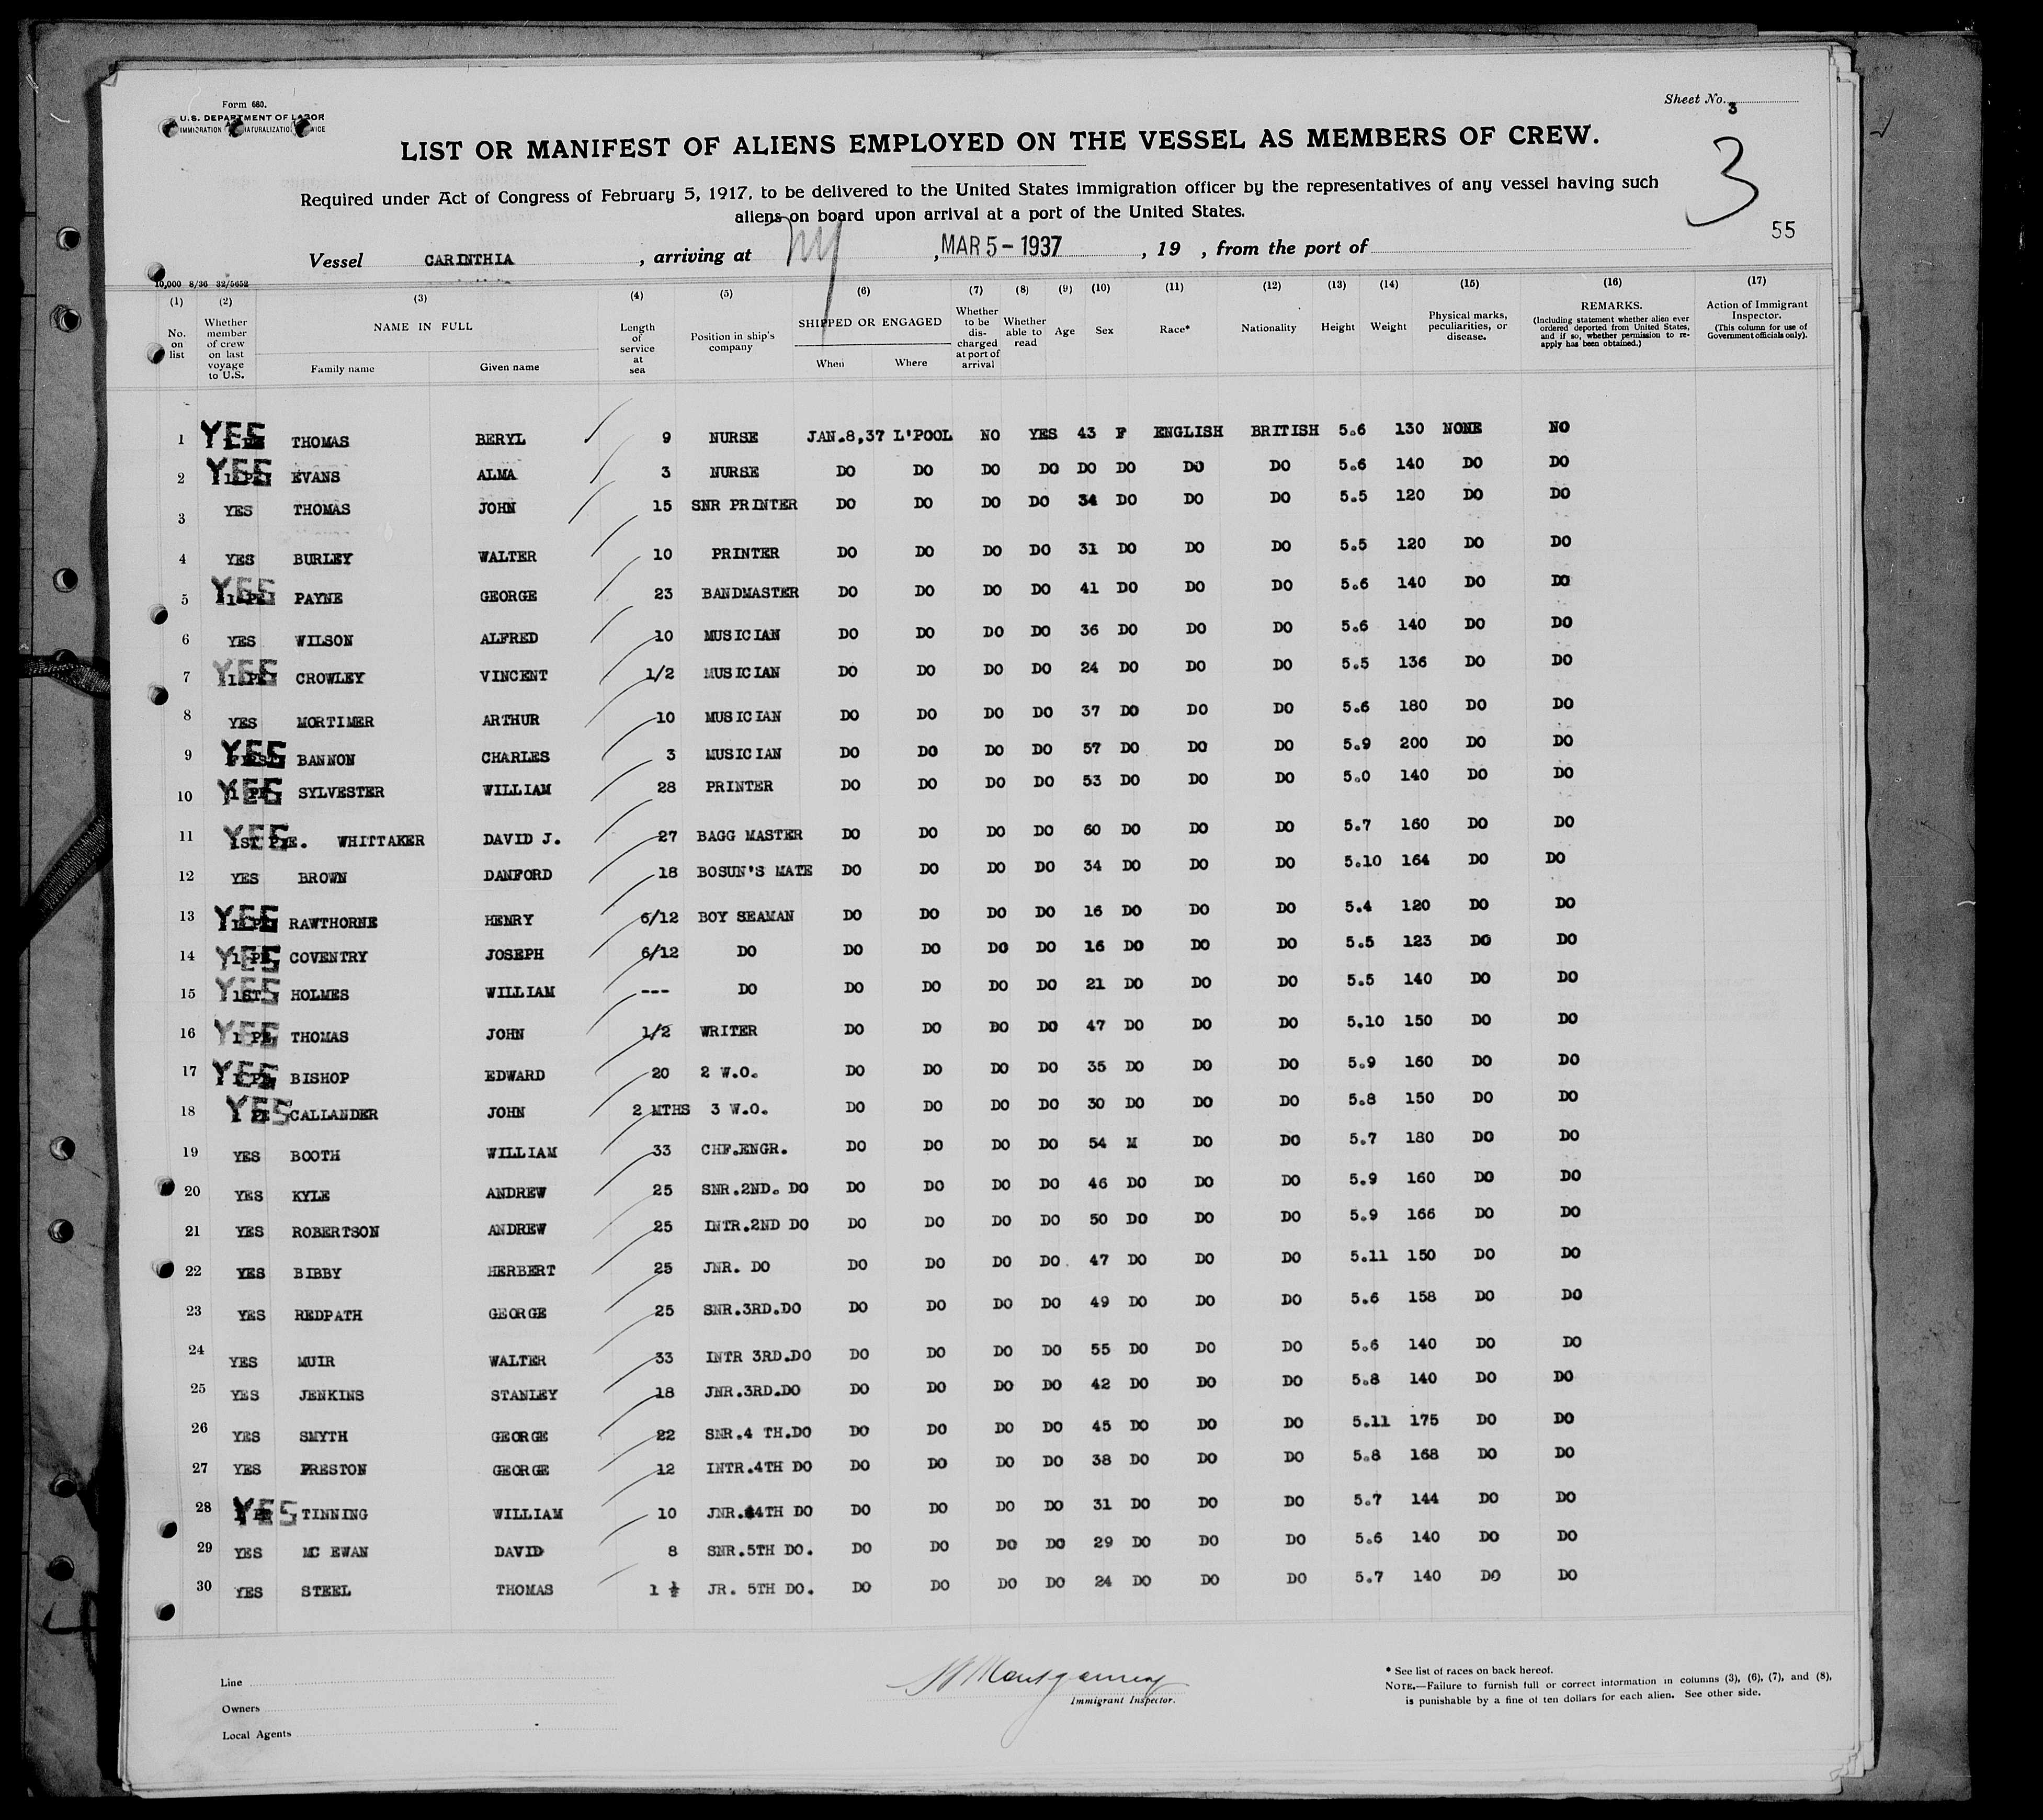 Form 680.
U.S. DEPARTMENT OF LABOR
IMMIGRATION NATURALIZATION SERVICE
Sheet No. 3
LIST OR MANIFEST OF ALIENS EMPLOYED ON THE VESSEL AS MEMBERS OF CREW.
3
Required under Act of Congress of February 5, 1917, to be delivered to the United States immigration officer by the representatives of any vessel having such
aliens on board upon arrival at a port of the United States.
55
Vessel CARINTHIA, arriving at NY, MAR 5 - 1937, 19 , from the port of
10,000 8/36 32/5652
(1) (2) (3) (4) (5) (6) (7) (8) (9) (10) (11) (12) (13) (14) (15) (16) (17)
No. on list Whether member of crew on last voyage to U.S. NAME IN FULL Family name Given name Length of service at sea Position in ship's company SHIPPED OR ENGAGED When Where Whether to be discharged at port of arrival Whether able to read Age Sex Race* Nationality Height Weight Physical marks, peculiarities, or disease. REMARKS. (Including statement whether alien ever ordered deported from United States, and if so, whether permission to reapply has been obtained.) Action of Immigrant Inspector. (This column for use of Government officials only).
1 YES THOMAS BERYL 9 NURSE JAN.8,37 L'POOL NO YES 43 F ENGLISH BRITISH 5.6 130 NONE NO
2 YES EVANS ALMA 3 NURSE DO DO DO DO DO DO DO DO 5.6 140 DO DO
3 YES THOMAS JOHN 15 SNR PRINTER DO DO DO DO 34 DO DO DO 5.5 120 DO DO
4 YES BURLEY WALTER 10 PRINTER DO DO DO DO 31 DO DO DO 5.5 120 DO DO
5 YES PAYNE GEORGE 23 BANDMASTER DO DO DO DO 41 DO DO DO 5.6 140 DO DO
6 YES WILSON ALFRED 10 MUSICIAN DO DO DO DO 36 DO DO DO 5.6 140 DO DO
7 YES CROWLEY VINCENT 1/2 MUSICIAN DO DO DO DO 24 DO DO DO 5.5 136 DO DO
8 YES MORTIMER ARTHUR 10 MUSICIAN DO DO DO DO 37 DO DO DO 5.6 180 DO DO
9 YES FIRST BANNON CHARLES 3 MUSICIAN DO DO DO DO 57 DO DO DO 5.9 200 DO DO
10 YES SYLVESTER WILLIAM 28 PRINTER DO DO DO DO 53 DO DO DO 5.0 140 DO DO
11 YES WHITTAKER DAVID J. 27 BAGG MASTER DO DO DO DO 60 DO DO DO 5.7 160 DO DO
12 YES BROWN DANFORD 18 BOSUN'S MATE DO DO DO DO 34 DO DO DO 5.10 164 DO DO
13 YES RAWTHORNE HENRY 6/12 BOY SEAMAN DO DO DO DO 16 DO DO DO 5.4 120 DO DO
14 YES COVENTRY JOSEPH 6/12 DO DO DO DO DO 16 DO DO DO 5.5 123 DO DO
15 YES 1ST HOLMES WILLIAM --- DO DO DO DO DO 21 DO DO DO 5.5 140 DO DO
16 YES THOMAS JOHN 1/2 WRITER DO DO DO DO 47 DO DO DO 5.10 150 DO DO
17 YES BISHOP EDWARD 20 2 W.O. DO DO DO DO 35 DO DO DO 5.9 160 DO DO
18 YES CALLANDER JOHN 2 MTHS 3 W.O. DO DO DO DO 30 DO DO DO 5.8 150 DO DO
19 YES BOOTH WILLIAM 33 CHF.ENGR. DO DO DO DO 54 M DO DO 5.7 180 DO DO
20 YES KYLE ANDREW 25 SNR.2ND. DO DO DO DO DO 46 DO DO DO 5.9 160 DO DO
21 YES ROBERTSON ANDREW 25 INTR.2ND DO DO DO DO DO 50 DO DO DO 5.9 166 DO DO
22 YES BIBBY HERBERT 25 JNR. DO DO DO DO DO 47 DO DO DO 5.11 150 DO DO
23 YES REDPATH GEORGE 25 SNR.3RD.DO DO DO DO DO 49 DO DO DO 5.6 158 DO DO
24 YES MUIR WALTER 33 INTR 3RD.DO DO DO DO DO 55 DO DO DO 5.6 140 DO DO
25 YES JENKINS STANLEY 18 JNR.3RD.DO DO DO DO DO 42 DO DO DO 5.8 140 DO DO
26 YES SMYTH GEORGE 22 SNR.4 TH.DO DO DO DO DO 45 DO DO DO 5.11 175 DO DO
27 YES PRESTON GEORGE 12 INTR.4TH DO DO DO DO DO 38 DO DO DO 5.8 168 DO DO
28 YES TINNING WILLIAM 10 JNR.4TH DO DO DO DO DO 31 DO DO DO 5.7 144 DO DO
29 YES MC EWAN DAVID 8 SNR.5TH DO. DO DO DO DO 29 DO DO DO 5.6 140 DO DO
30 YES STEEL THOMAS 1 ½ JR. 5TH DO. DO DO DO DO 24 DO DO DO 5.7 140 DO DO
Line
Owners
Local Agents
Montgomery
Immigrant Inspector.
* See list of races on back hereof.
NOTE.—Failure to furnish full or correct information in columns (3), (6), (7), and (8),
is punishable by a fine of ten dollars for each alien. See other side.